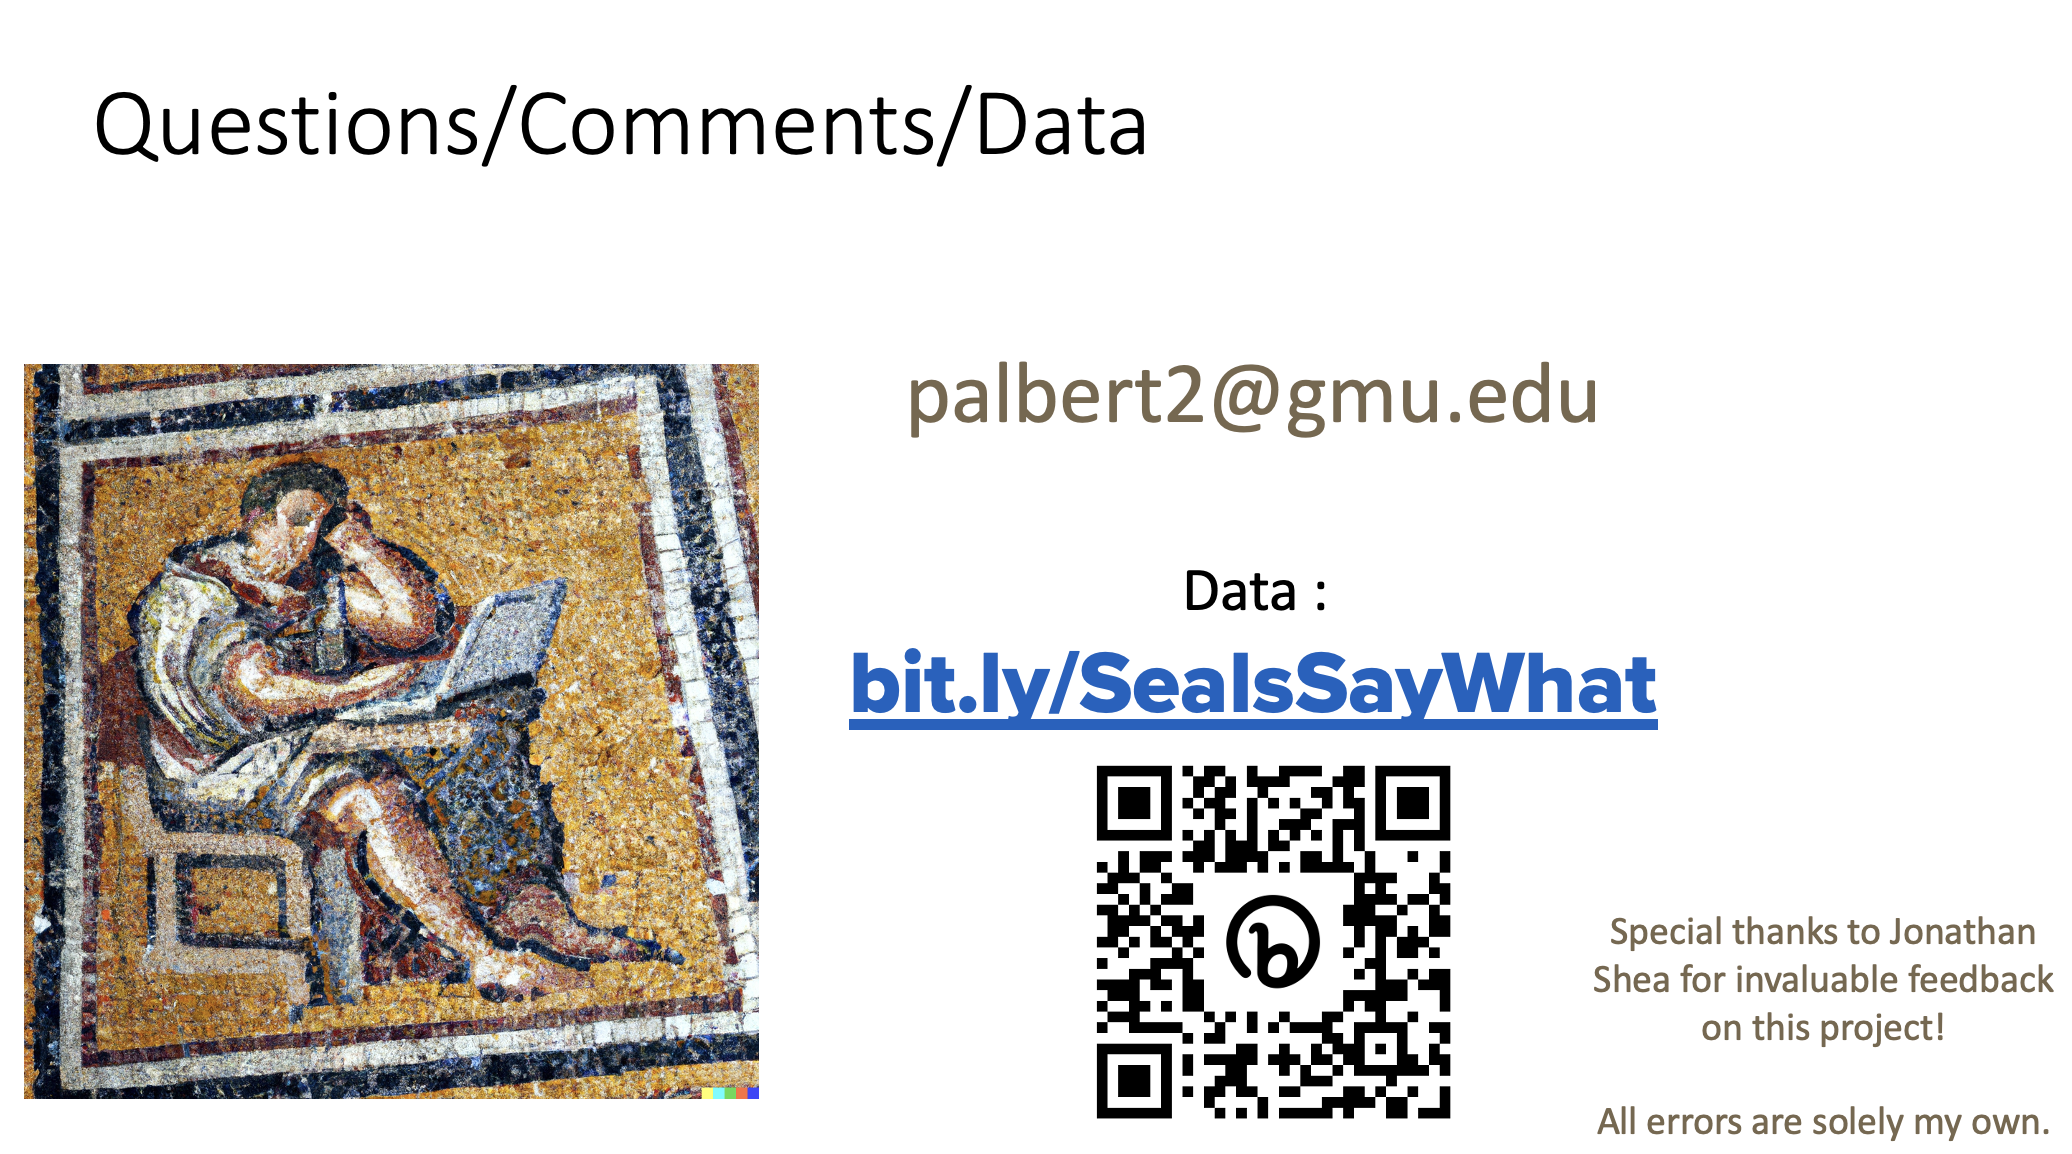 Questions/Comments/Data
palbert2@gmu.edu
Data :
bit.ly/SealsSayWhat
Special thanks to Jonathan
Shea for invaluable feedback
on this project!
All errors are solely my own.